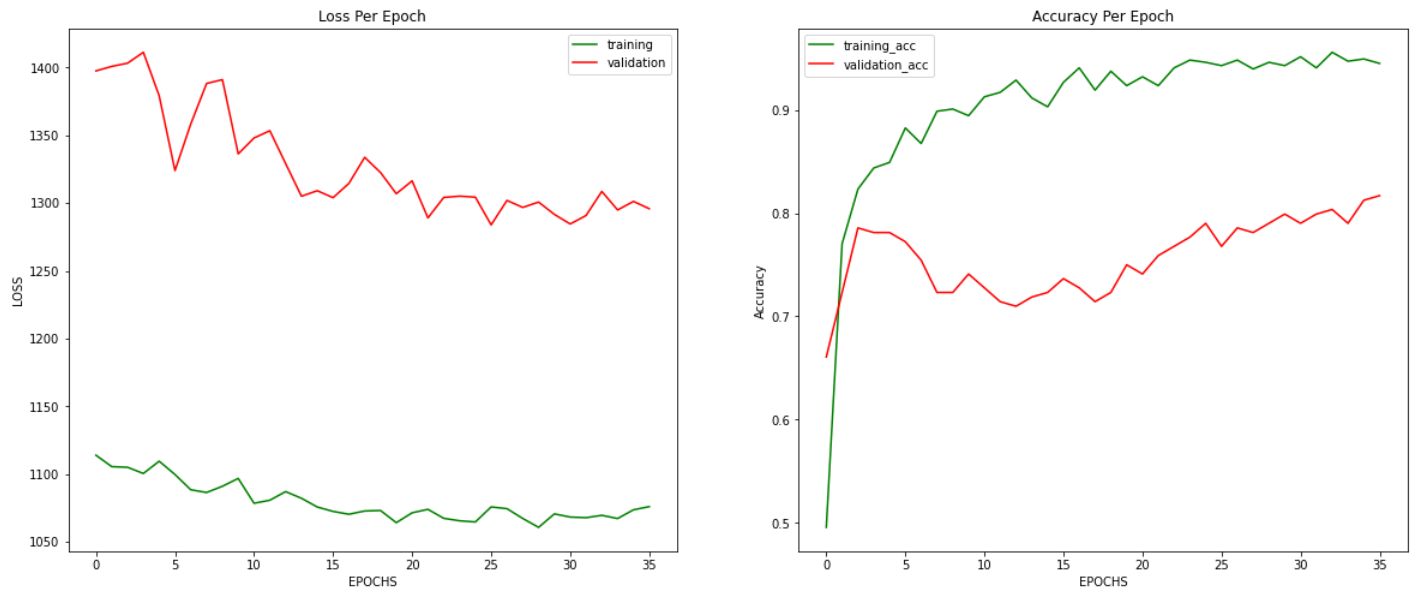 Loss Per Epoch
training
validation
LOSS
1400
1350
1300
1250
1200
1150
1100
1050
0 5 10 15 20 25 30 35
EPOCHS
Accuracy Per Epoch
training_acc
validation_acc
Accuracy
0.9
0.8
0.7
0.6
0.5
0 5 10 15 20 25 30 35
EPOCHS